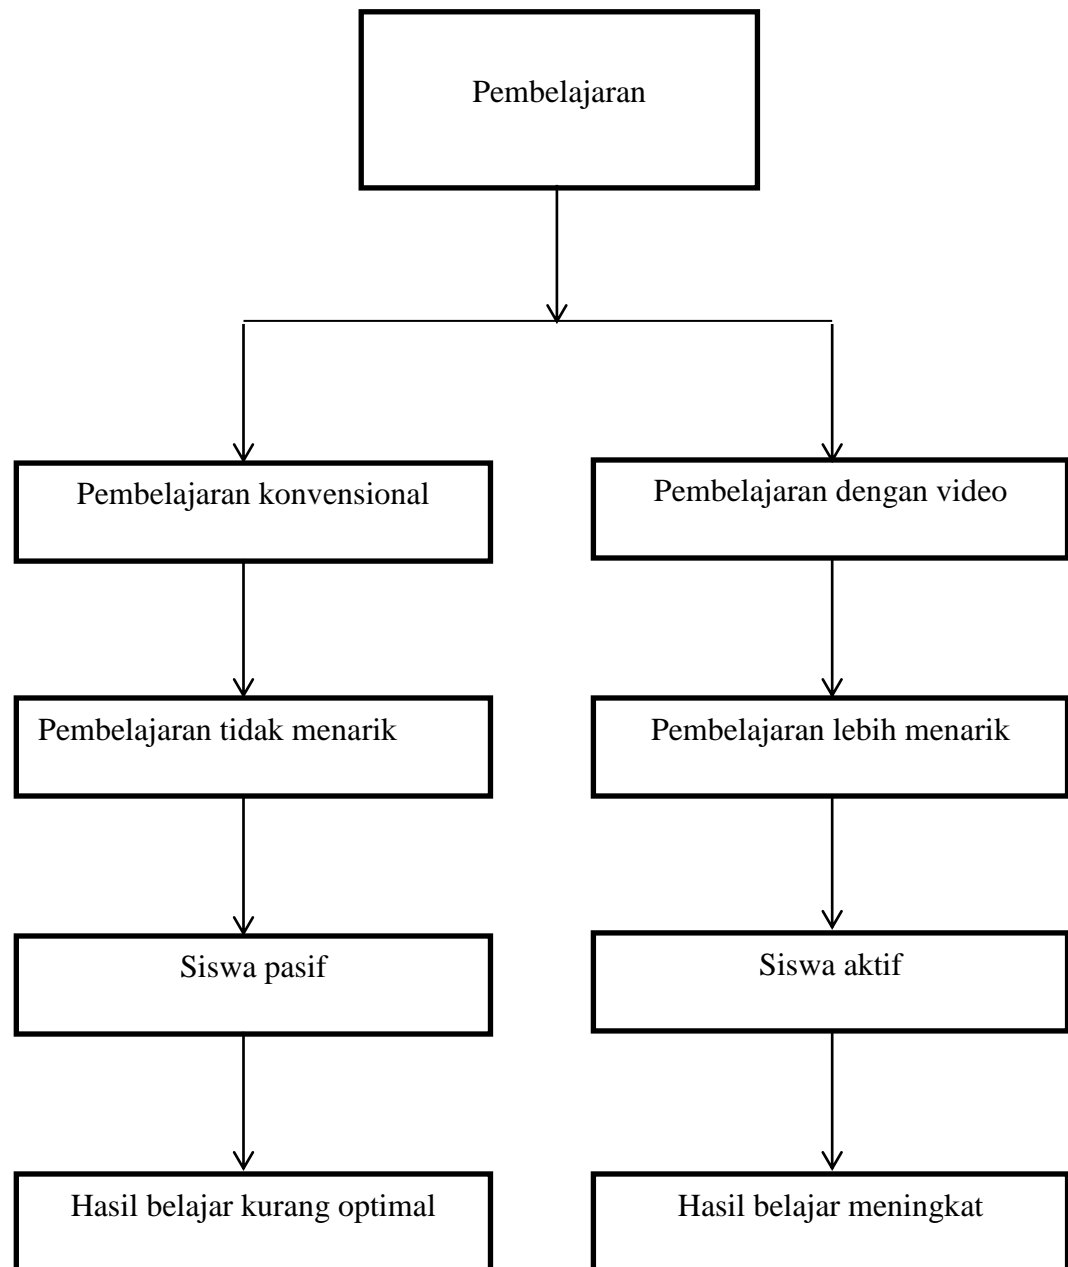 Pembelajaran
Pembelajaran konvensional
Pembelajaran dengan video
Pembelajaran tidak menarik
Pembelajaran lebih menarik
Siswa pasif
Siswa aktif
Hasil belajar kurang optimal
Hasil belajar meningkat